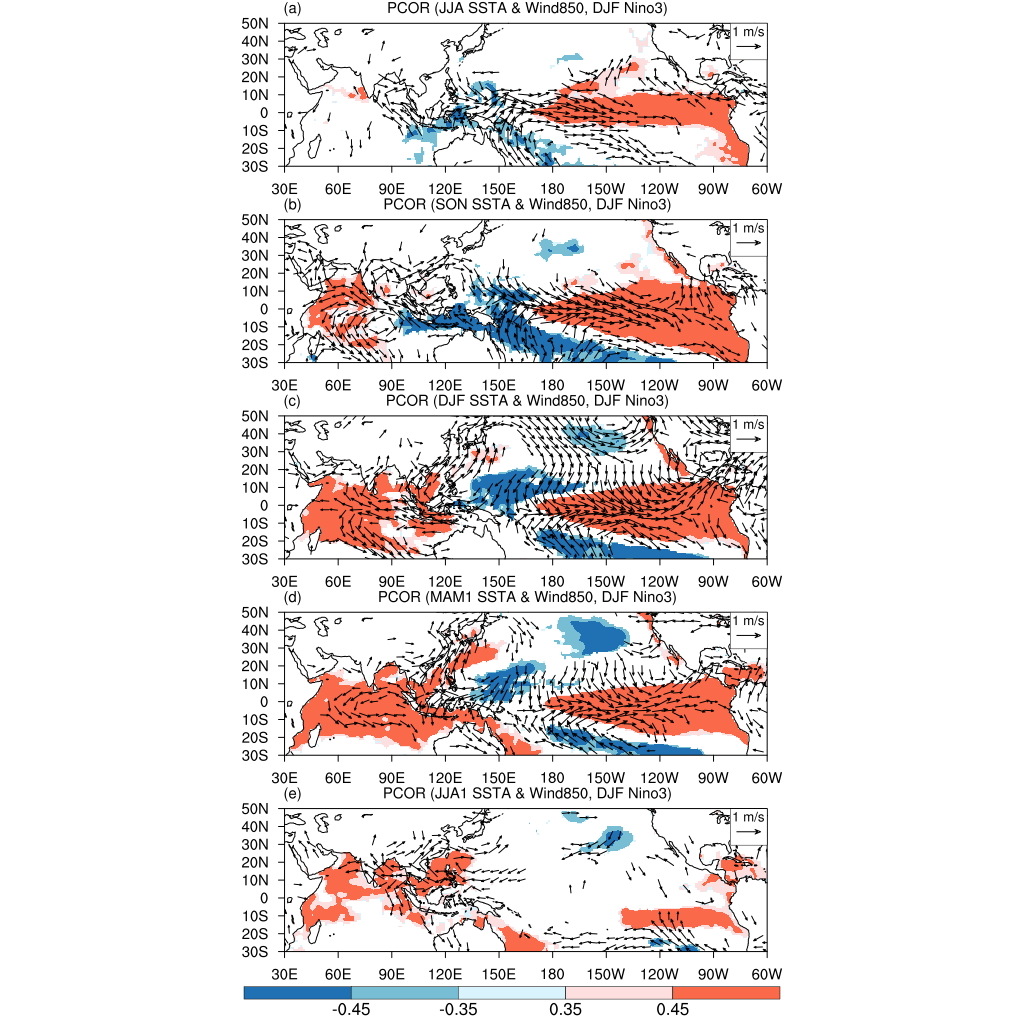 (a) PCOR (JJA SSTA & Wind850, DJF Nino3)
50N
40N
30N
20N
10N
0
10S
20S
30S
1 m/s
30E 60E 90E 120E 150E 180 150W 120W 90W 60W
(b) PCOR (SON SSTA & Wind850, DJF Nino3)
50N
40N
30N
20N
10N
0
10S
20S
30S
1 m/s
30E 60E 90E 120E 150E 180 150W 120W 90W 60W
(c) PCOR (DJF SSTA & Wind850, DJF Nino3)
50N
40N
30N
20N
10N
0
10S
20S
30S
1 m/s
30E 60E 90E 120E 150E 180 150W 120W 90W 60W
(d) PCOR (MAM1 SSTA & Wind850, DJF Nino3)
50N
40N
30N
20N
10N
0
10S
20S
30S
1 m/s
30E 60E 90E 120E 150E 180 150W 120W 90W 60W
(e) PCOR (JJA1 SSTA & Wind850, DJF Nino3)
50N
40N
30N
20N
10N
0
10S
20S
30S
1 m/s
30E 60E 90E 120E 150E 180 150W 120W 90W 60W
-0.45 -0.35 0.35 0.45